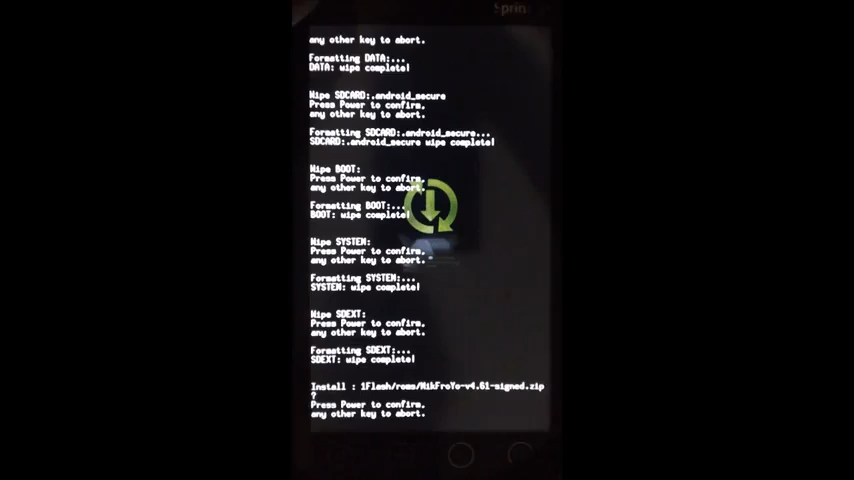 Sprin
any other key to abort.
Formatting DATA:...
DATA: wipe complete!
Wipe SDCARD:.android_secure
Press Power to confirm,
any other key to abort.
Formatting SDCARD:.android_secure...
SDCARD:.android_secure wipe complete!
Wipe BOOT:
Press Power to confirm,
any other key to abort.
Formatting BOOT:...
BOOT: wipe complete!
Wipe SYSTEM:
Press Power to confirm,
any other key to abort.
Formatting SYSTEM:...
SYSTEM: wipe complete!
Wipe SDEXT:
Press Power to confirm,
any other key to abort.
Formatting SDEXT:...
SDEXT: wipe complete!
Install : 1Flash/roms/MikFroYo-v4.61-signed.zip
?
Press Power to confirm,
any other key to abort.